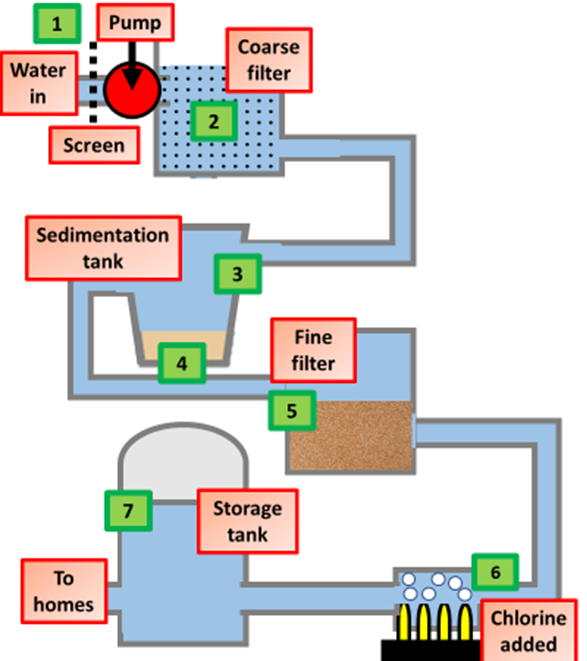 1
Pump
Water
in
Coarse
filter
2
Screen
Sedimentation
tank
3
4
Fine
filter
5
7
Storage
tank
6
To
homes
Chlorine
added